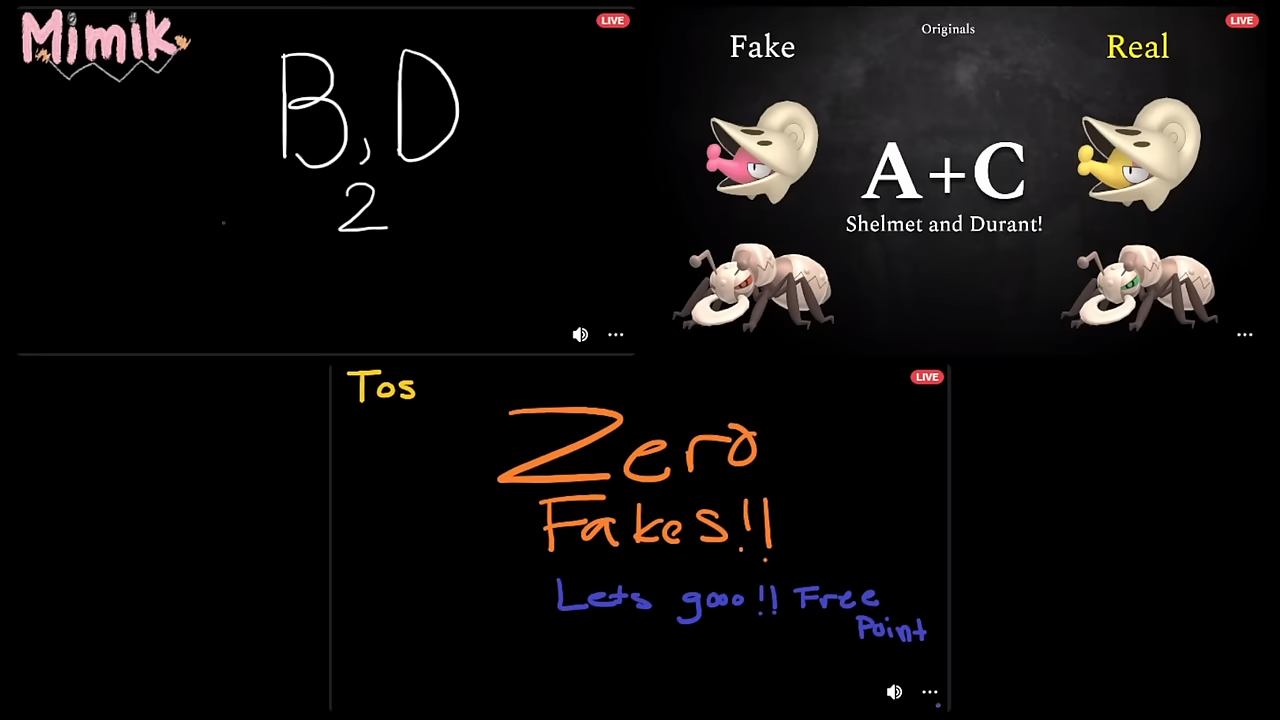 Mimik
LIVE
B, D
2
Originals
LIVE
Fake
Real
A+C
Shelmet and Durant!
Tos
LIVE
Zero
Fakes!!
Lets gooo!! Free
Point